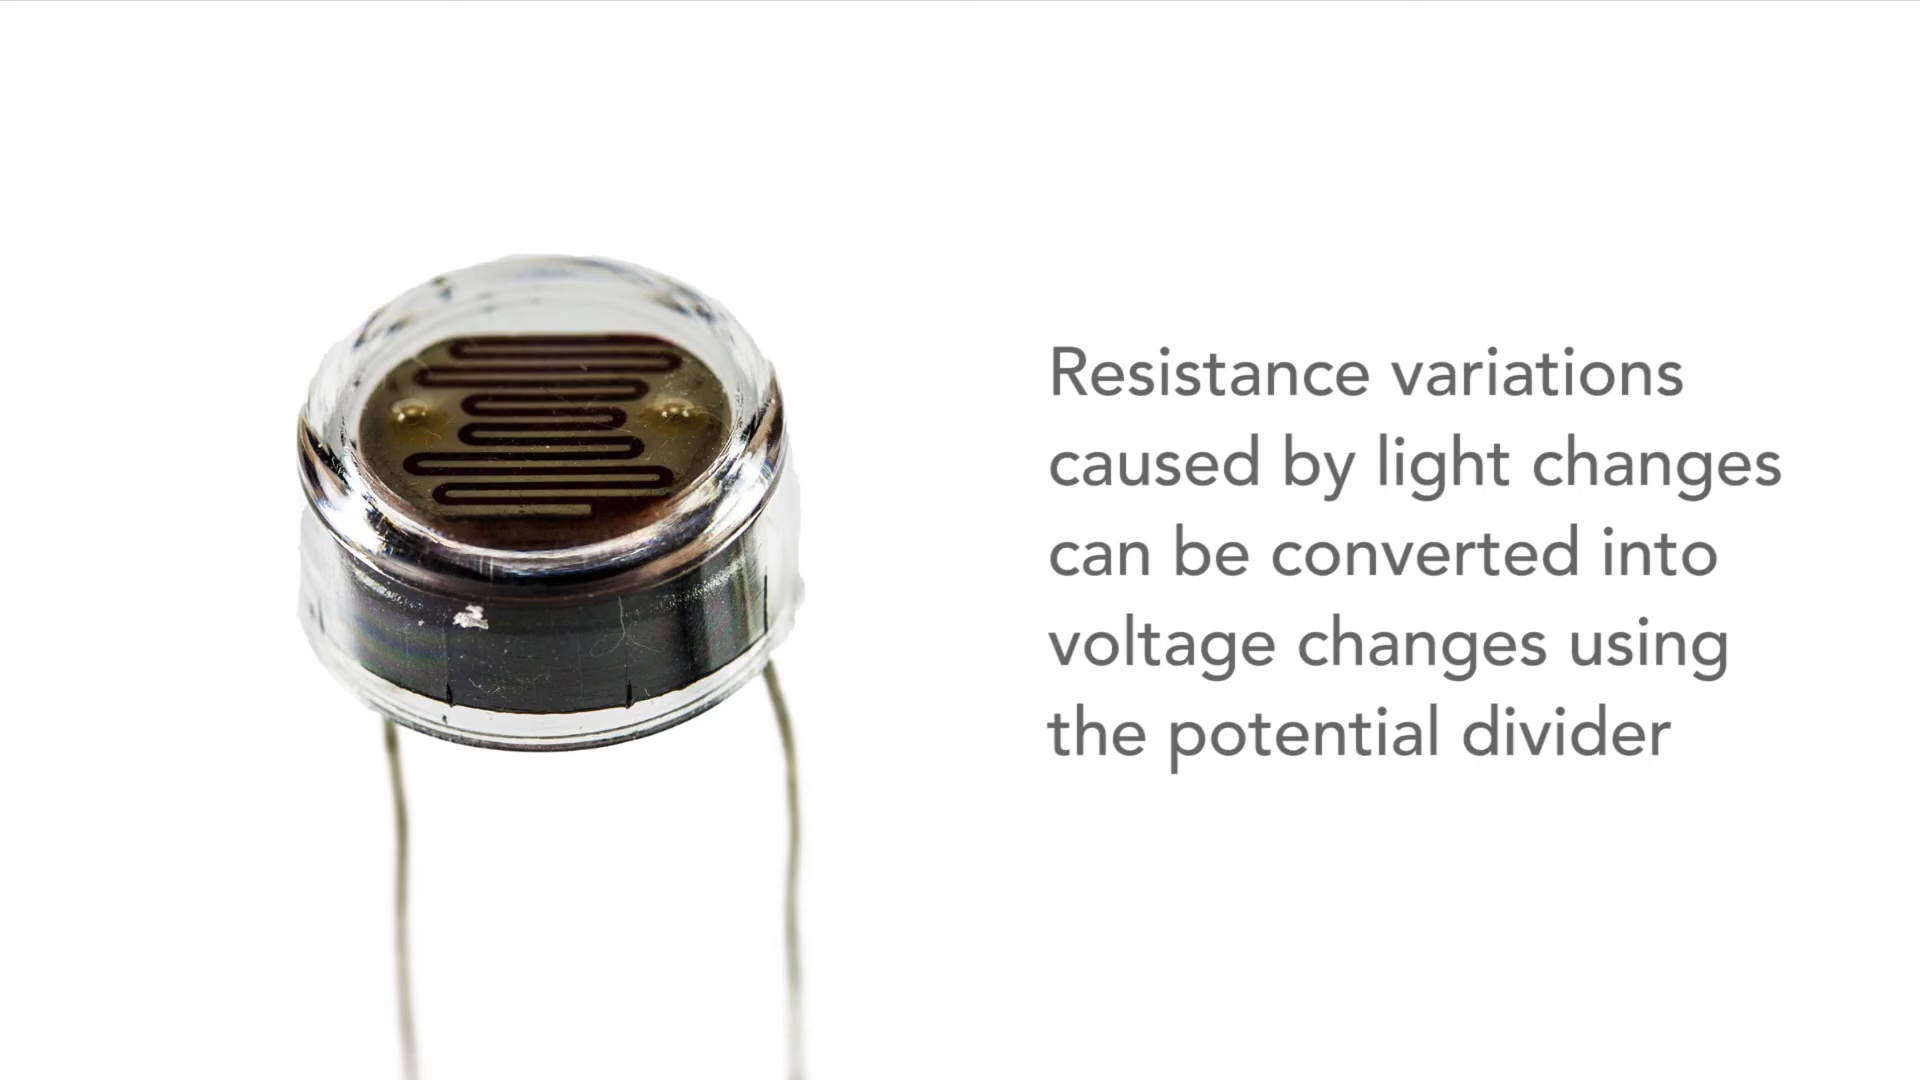 Resistance variations
caused by light changes
can be converted into
voltage changes using
the potential divider